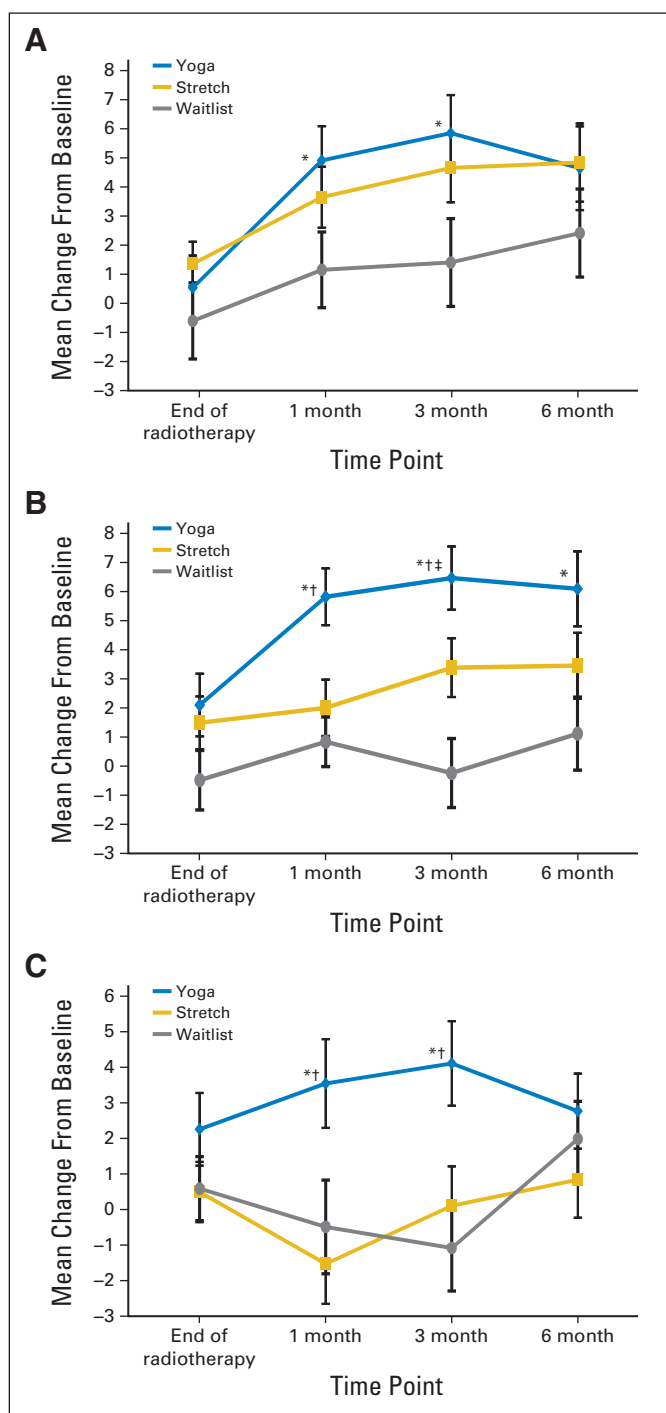 A
Yoga
Stretch
Waitlist
Mean Change From Baseline
8
7
6
5
4
3
2
1
0
–1
–2
–3
*
*
End of
radiotherapy
1 month
3 month
6 month
Time Point
B
Yoga
Stretch
Waitlist
Mean Change From Baseline
8
7
6
5
4
3
2
1
0
–1
–2
–3
*†
*†‡
*
End of
radiotherapy
1 month
3 month
6 month
Time Point
C
Yoga
Stretch
Waitlist
Mean Change From Baseline
6
5
4
3
2
1
0
–1
–2
–3
*†
*†
End of
radiotherapy
1 month
3 month
6 month
Time Point